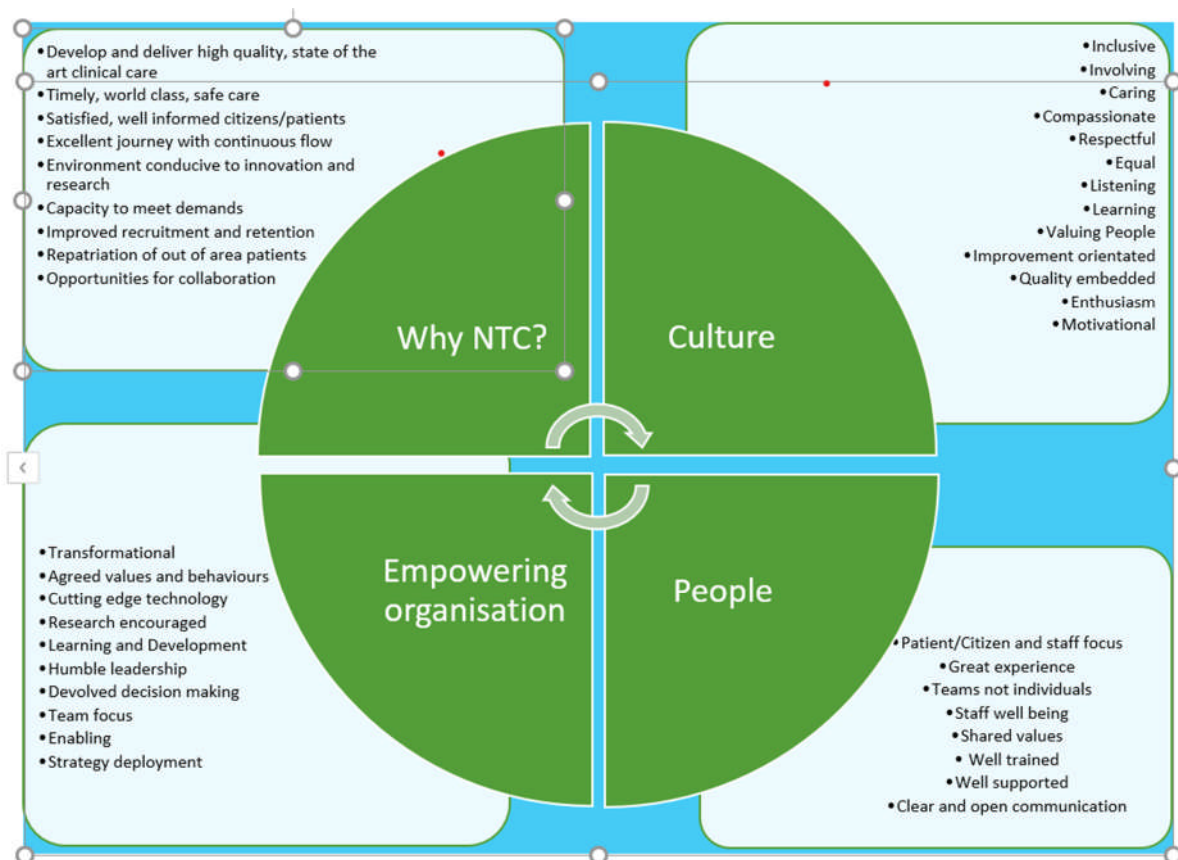 •Develop and deliver high quality, state of the
art clinical care
•Timely, world class, safe care
•Satisfied, well informed citizens/patients
•Excellent journey with continuous flow
•Environment conducive to innovation and
research
•Capacity to meet demands
•Improved recruitment and retention
•Repatriation of out of area patients
•Opportunities for collaboration
Why NTC?
•Inclusive
•Involving
•Caring
•Compassionate
•Respectful
•Equal
•Listening
•Learning
•Valuing People
•Improvement orientated
•Quality embedded
•Enthusiasm
•Motivational
Culture
•Transformational
•Agreed values and behaviours
•Cutting edge technology
•Research encouraged
•Learning and Development
•Humble leadership
•Devolved decision making
•Team focus
•Enabling
•Strategy deployment
Empowering
organisation
People
•Patient/Citizen and staff focus
•Great experience
•Teams not individuals
•Staff well being
•Shared values
•Well trained
•Well supported
•Clear and open communication